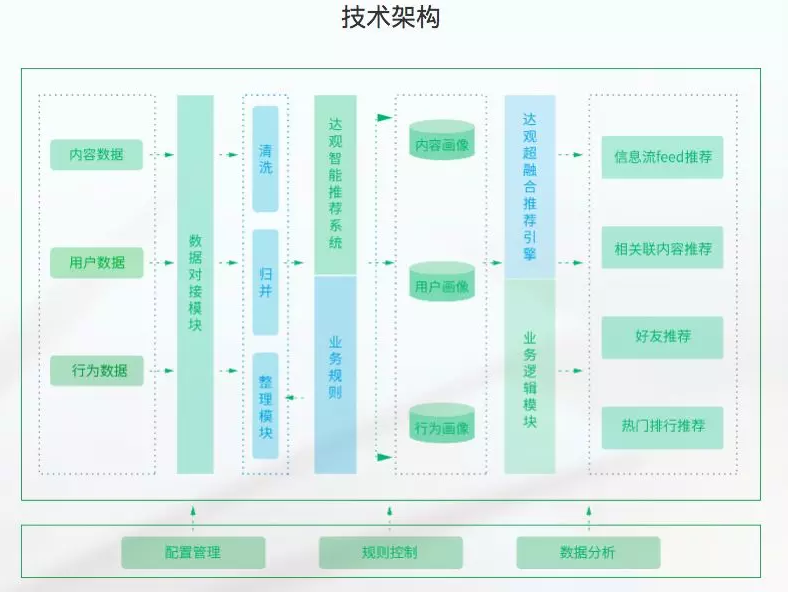 技术架构
内容数据
用户数据
行为数据
数据对接模块
清洗
归并
整理模块
达观智能推荐系统
业务规则
内容画像
用户画像
行为画像
达观超融合推荐引擎
业务逻辑模块
信息流feed推荐
相关联内容推荐
好友推荐
热门排行推荐
配置管理
规则控制
数据分析